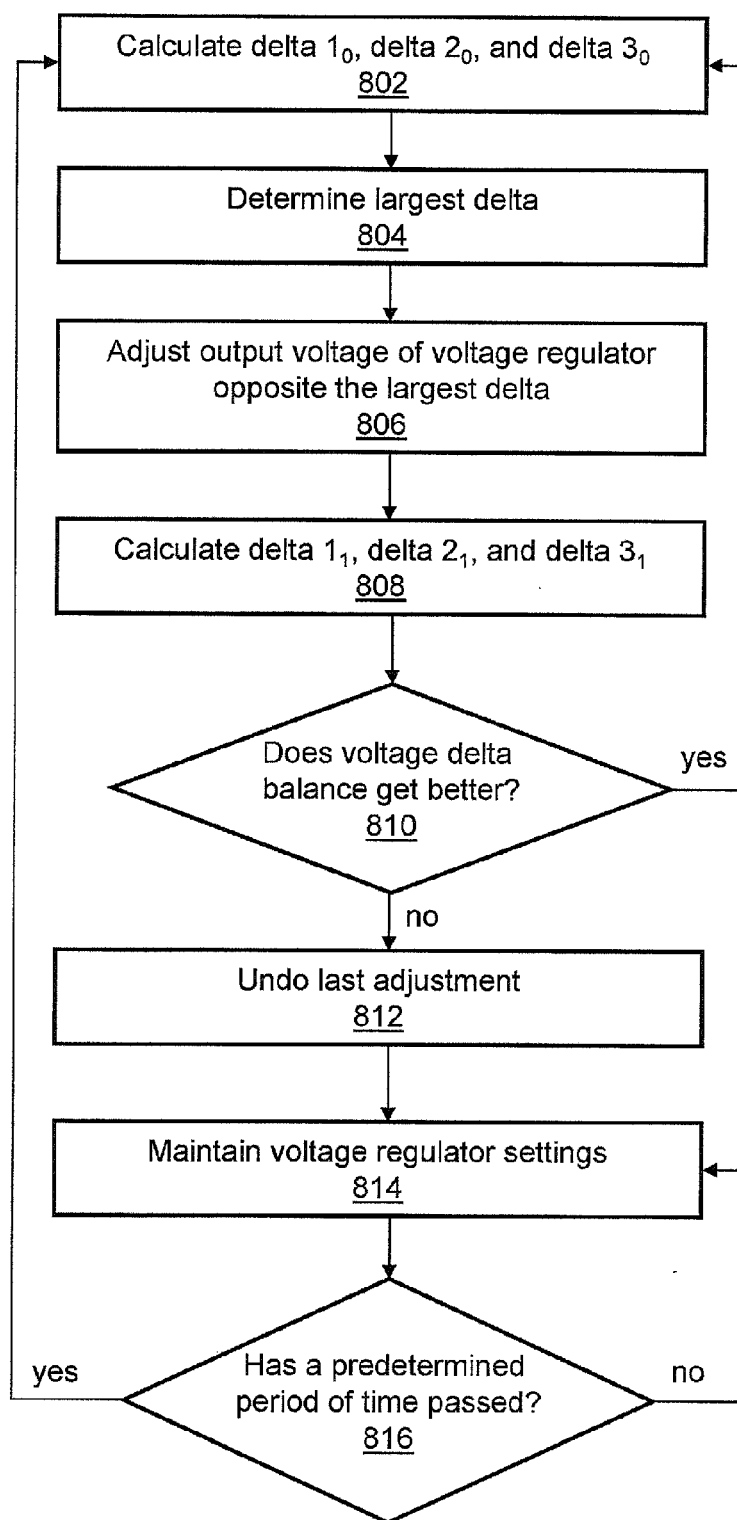 Calculate delta 1₀, delta 2₀, and delta 3₀
802
Determine largest delta
804
Adjust output voltage of voltage regulator
opposite the largest delta
806
Calculate delta 1₁, delta 2₁, and delta 3₁
808
Does voltage delta
balance get better?
810
yes
no
Undo last adjustment
812
Maintain voltage regulator settings
814
yes
Has a predetermined
period of time passed?
816
no